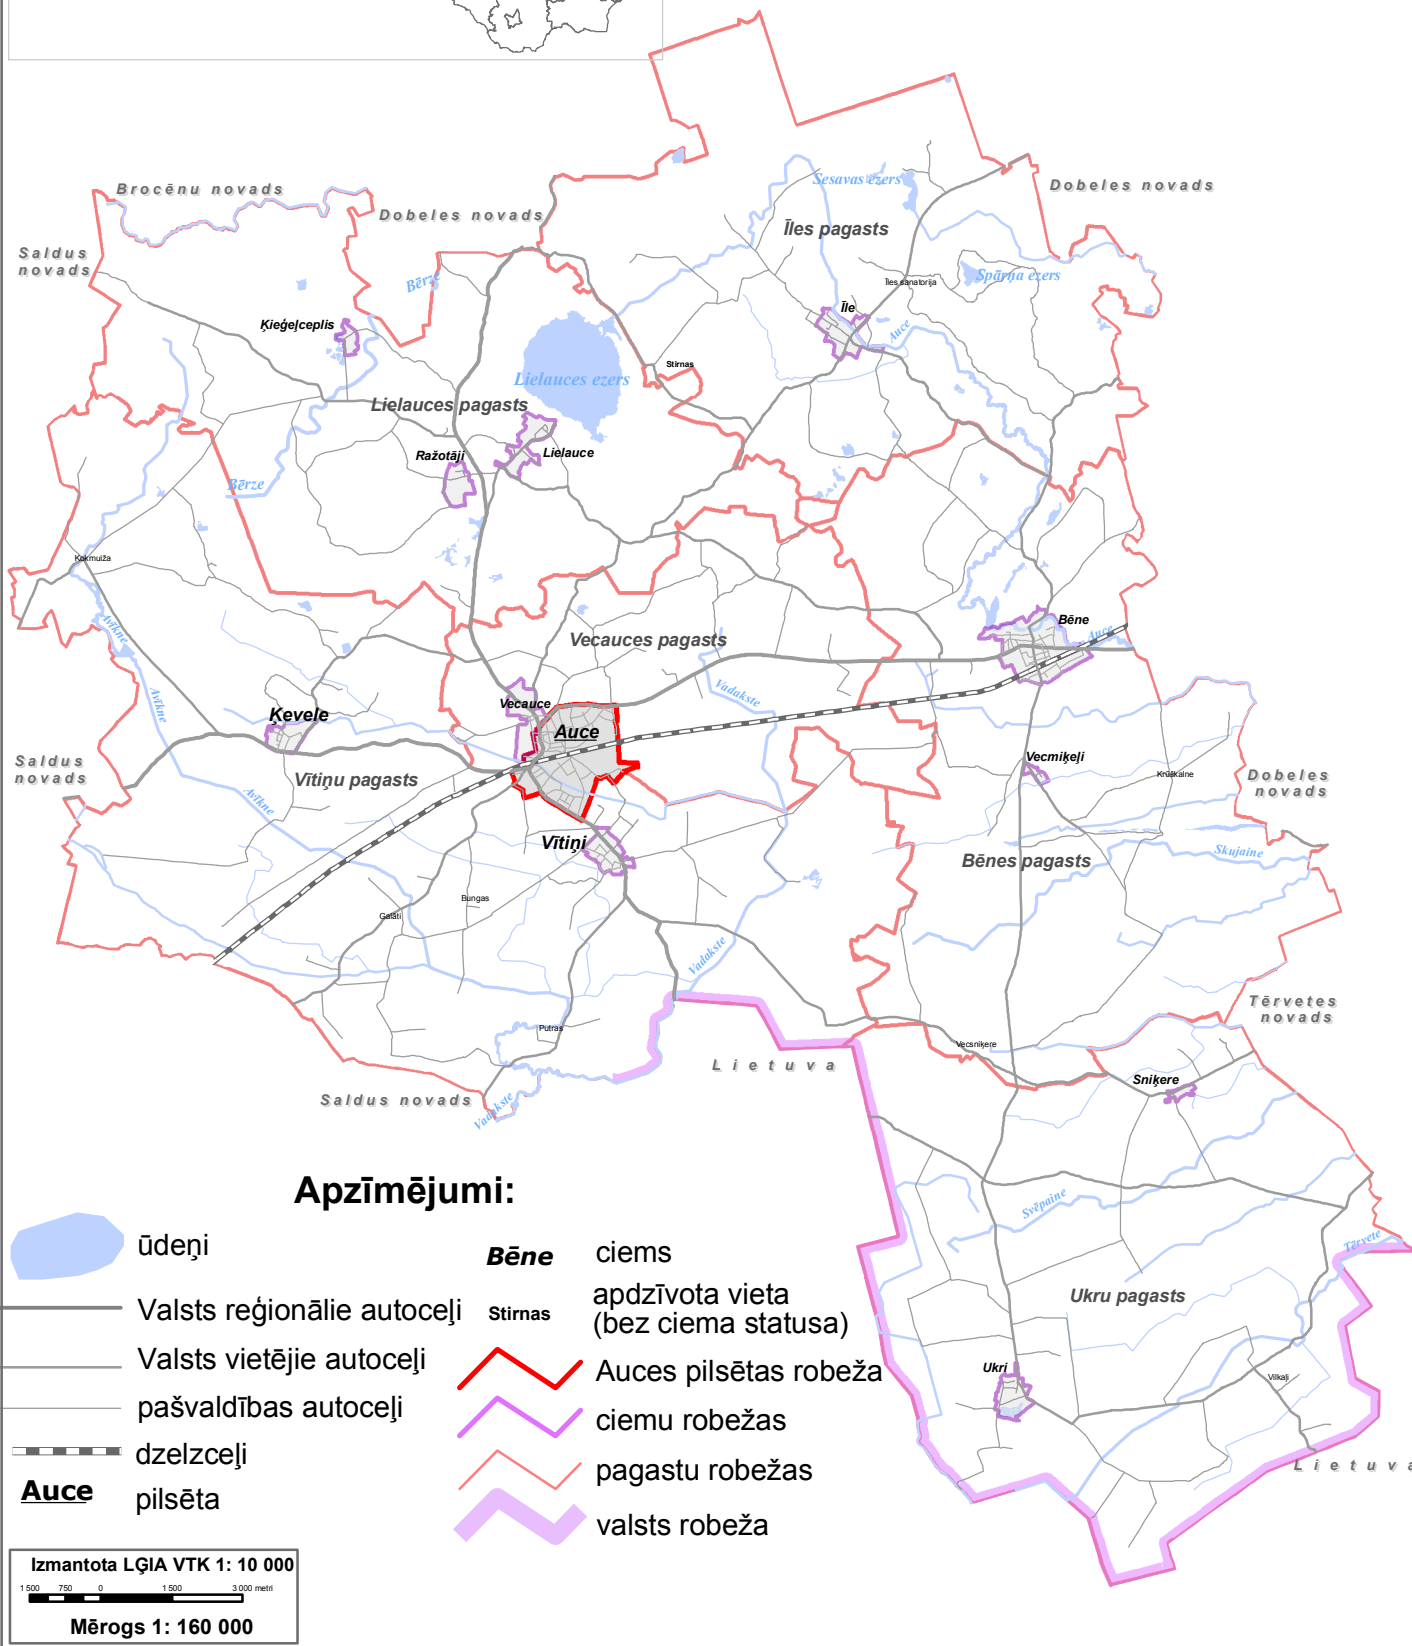 Brocēnu novads
Dobeles novads
Saldus
novads
Bērze
Ķieģeļceplis
Lielauces ezers
Lielauces pagasts
Ražotāji
Lielauce
Bērze
Sesavas ezers
Īles pagasts
Dobeles novads
Īles sanatorija
Spārņa ezers
Īle
Auce
Stirnas
Kokmuiža
Avīkne
Avīkne
Vecauces pagasts
Bēne
Auce
Vadakste
Vecauce
Auce
Ķevele
Saldus
novads
Vītiņu pagasts
Avīkne
Vecmiķeļi
Krūškalne
Dobeles
novads
Vītiņi
Bēnes pagasts
Skujaine
Bungas
Galāti
Vadakste
Tērvetes
novads
Putras
Vecsniķere
Lietuva
Sniķere
Saldus novads
Vadakste
Svēpaine
Tērvete
Ukru pagasts
Ukri
Vilkaļi
Lietuva
Apzīmējumi:
ūdeņi
Valsts reģionālie autoceļi
Valsts vietējie autoceļi
pašvaldības autoceļi
dzelzceļi
Auce pilsēta
Bēne ciems
Stirnas apdzīvota vieta
(bez ciema statusa)
Auces pilsētas robeža
ciemu robežas
pagastu robežas
valsts robeža
Izmantota LĢIA VTK 1: 10 000
1 500 750 0 1 500 3 000 metri
Mērogs 1: 160 000